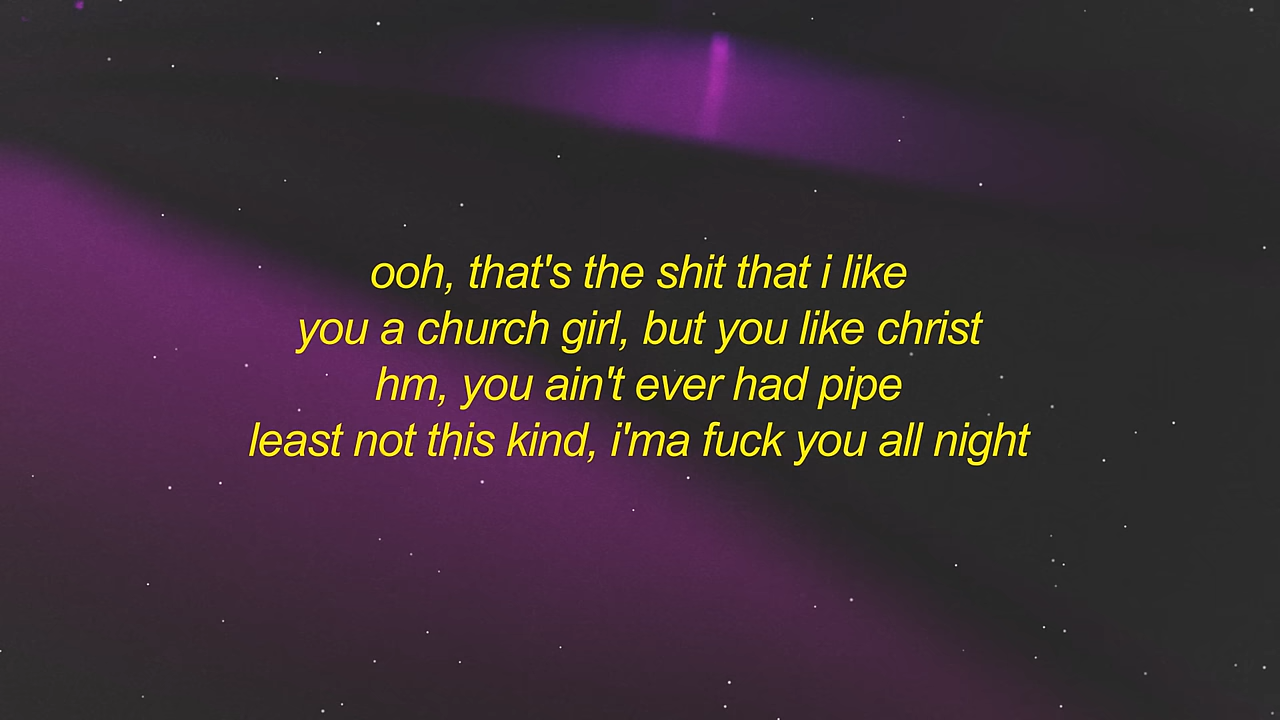 ooh, that's the shit that i like
you a church girl, but you like christ
hm, you ain't ever had pipe
least not this kind, i'ma fuck you all night